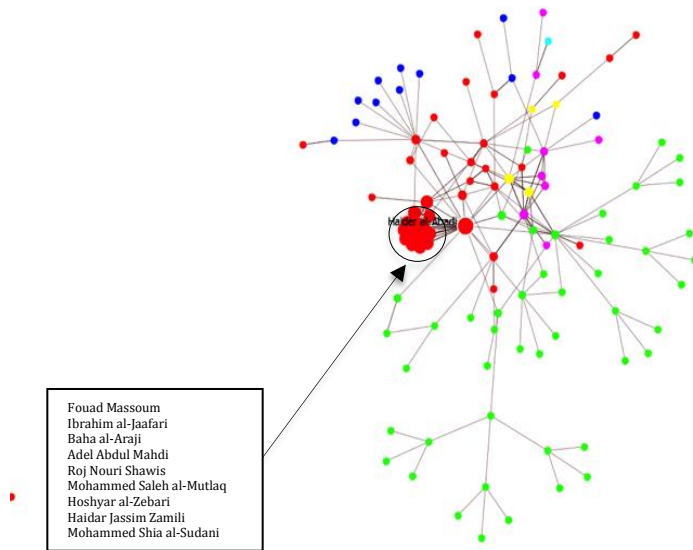 Haider al-Abadi
Fouad Massoum
Ibrahim al-Jaafari
Baha al-Araji
Adel Abdul Mahdi
Roj Nouri Shawis
Mohammed Saleh al-Mutlaq
Hoshyar al-Zebari
Haidar Jassim Zamili
Mohammed Shia al-Sudani